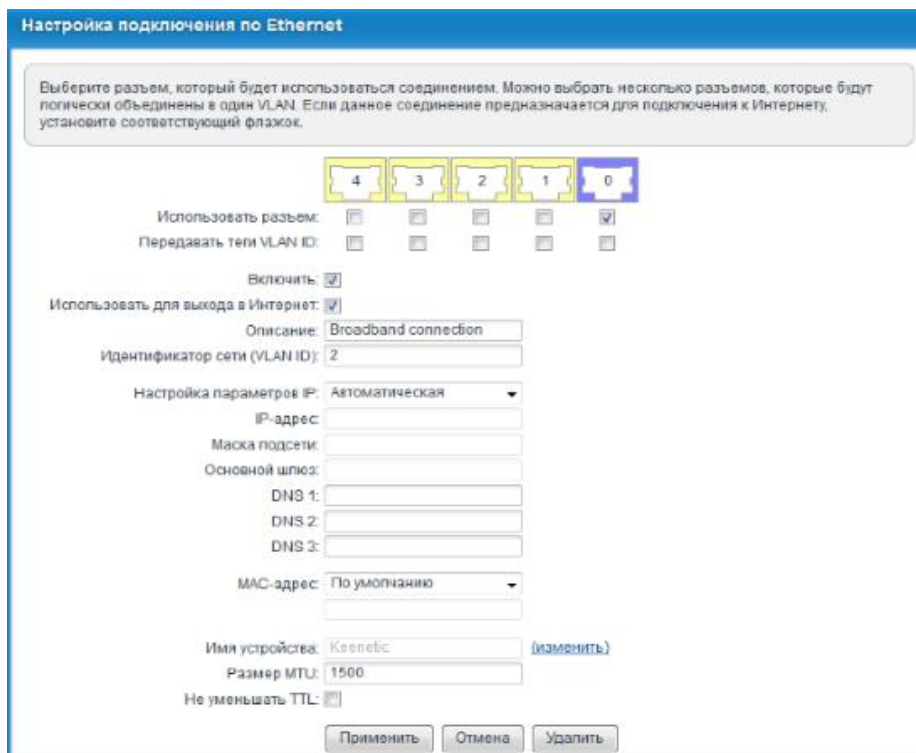 Настройка подключения по Ethernet
Выберите разъем, который будет использоваться соединением. Можно выбрать несколько разъемов, которые будут
логически объединены в один VLAN. Если данное соединение предназначается для подключения к Интернету,
установите соответствующий флажок.
4 3 2 1 0
Использовать разъем:
Передавать теги VLAN ID:
Включить:
Использовать для выхода в Интернет:
Описание: Broadband connection
Идентификатор сети (VLAN ID): 2
Настройка параметров IP: Автоматическая
IP-адрес:
Маска подсети:
Основной шлюз:
DNS 1:
DNS 2:
DNS 3:
MAC-адрес: По умолчанию
Имя устройства: Keenetic (изменить)
Размер MTU: 1500
Не уменьшать TTL:
Применить Отмена Удалить